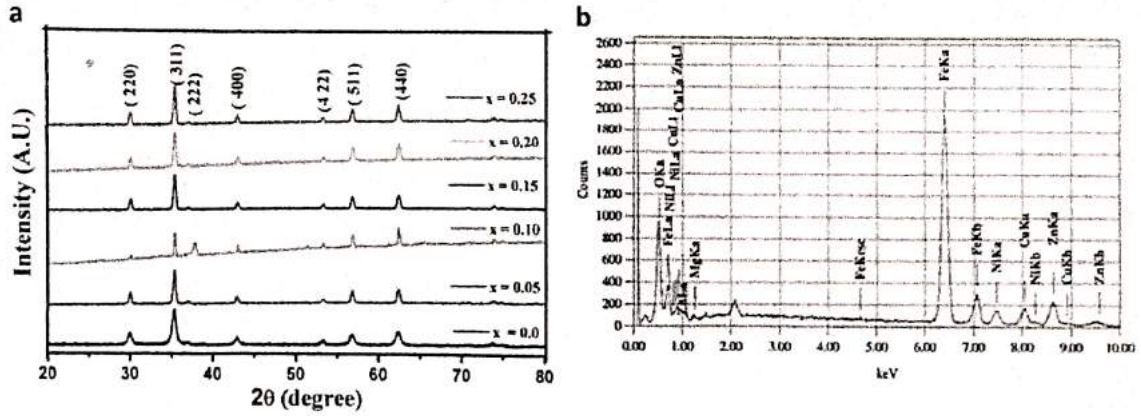 a
Intensity (A.U.)
( 220)
( 311)
( 222)
( 400)
(4 22)
( 511)
(440)
x = 0.25
x = 0.20
x = 0.15
x = 0.10
x = 0.05
x = 0.0
20 30 40 50 60 70 80
2θ (degree)
b
Counts
2600
2400
2200
2000
1800
1600
1400
1200
1000
800
600
400
200
0
OKa
FeLa NiLl
NiLa CuLl CuLa ZnLl
ZnLa
MgKa
FeKesc
FeKa
FeKb
NiKa
CuKa
NiKb
ZnKa
CuKb
ZnKb
0.00 1.00 2.00 3.00 4.00 5.00 6.00 7.00 8.00 9.00 10.00
keV